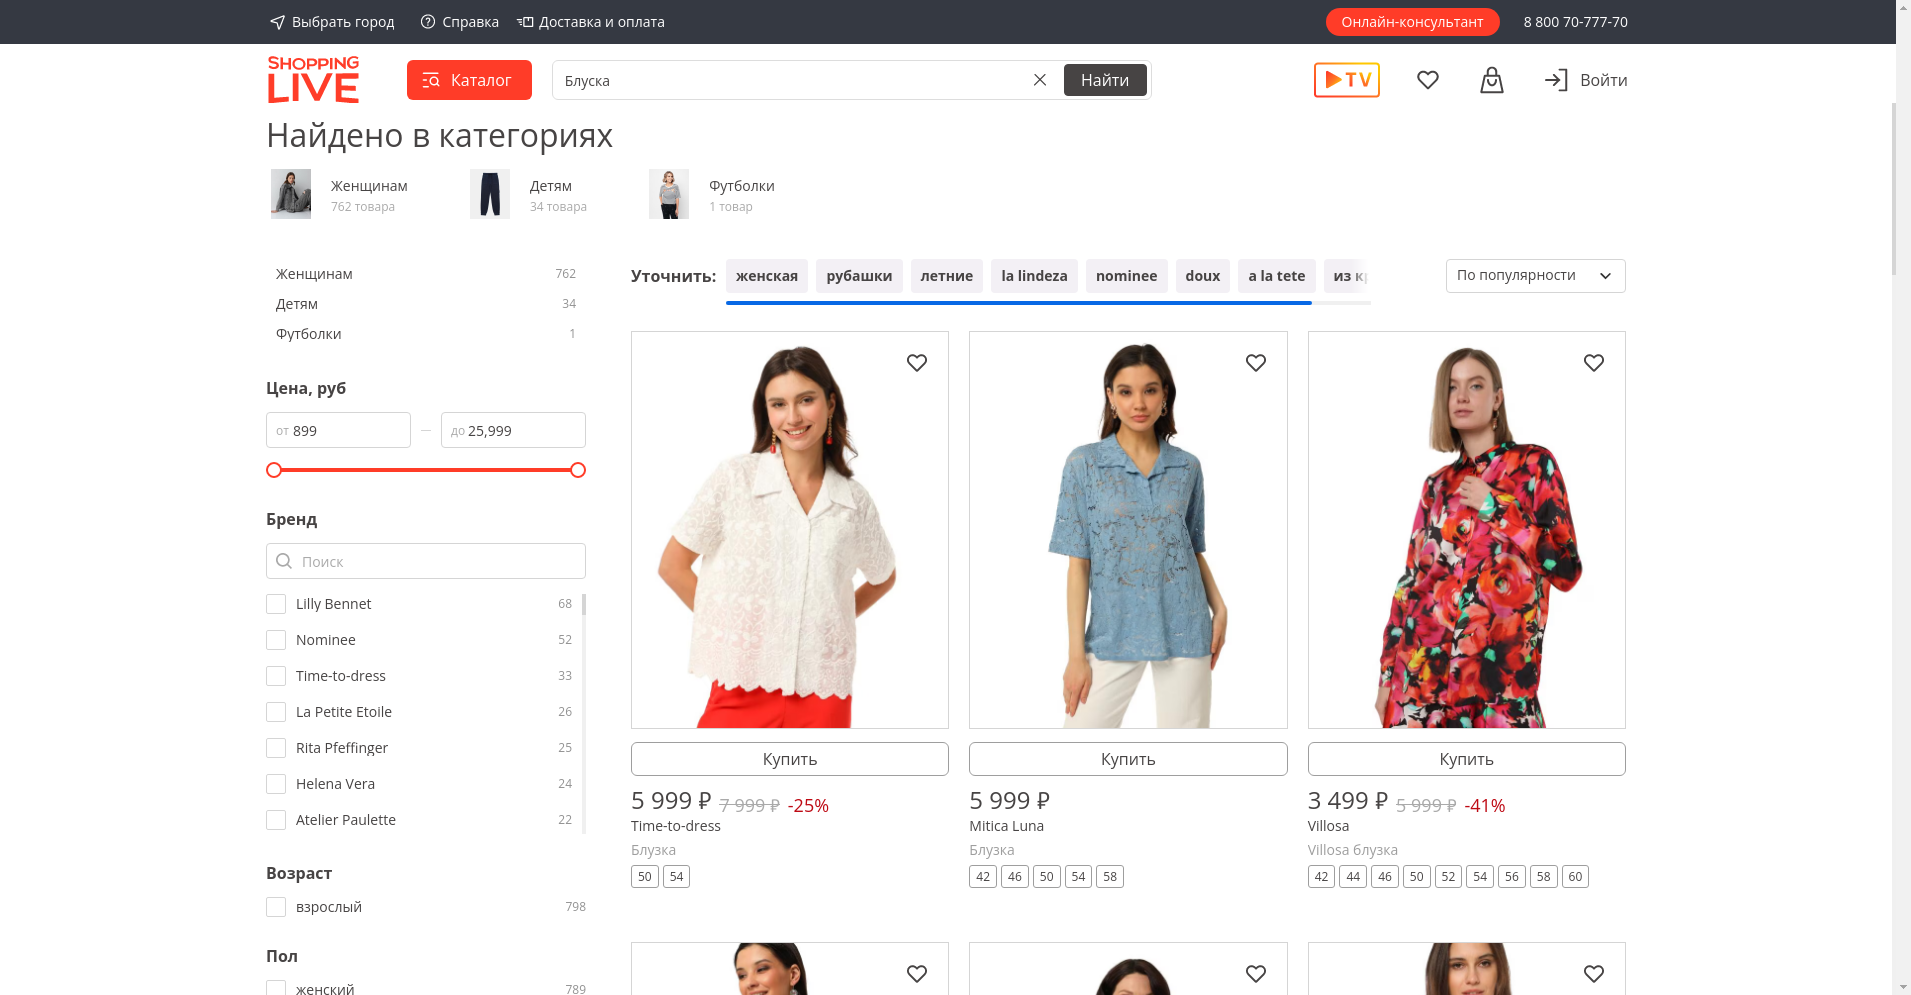 Выбрать город
Справка
Доставка и оплата
Онлайн-консультант
8 800 70-777-70
SHOPPING
LIVE
Каталог
Блуска
Найти
TV
Войти
Найдено в категориях
Женщинам
762 товара
Детям
34 товара
Футболки
1 товар
Женщинам 762
Детям 34
Футболки 1
Цена, руб
от 899 — до 25,999
Бренд
Поиск
Lilly Bennet 68
Nominee 52
Time-to-dress 33
La Petite Etoile 26
Rita Pfeffinger 25
Helena Vera 24
Atelier Paulette 22
Возраст
взрослый 798
Пол
женский 789
Уточнить: женская рубашки летние la lindeza nominee doux a la tete из
По популярности
Купить
5 999 ₽ 7 999 ₽ -25%
Time-to-dress
Блузка
50 54
Купить
5 999 ₽
Mitica Luna
Блузка
42 46 50 54 58
Купить
3 499 ₽ 5 999 ₽ -41%
Villosa
Villosa блузка
42 44 46 50 52 54 56 58 60